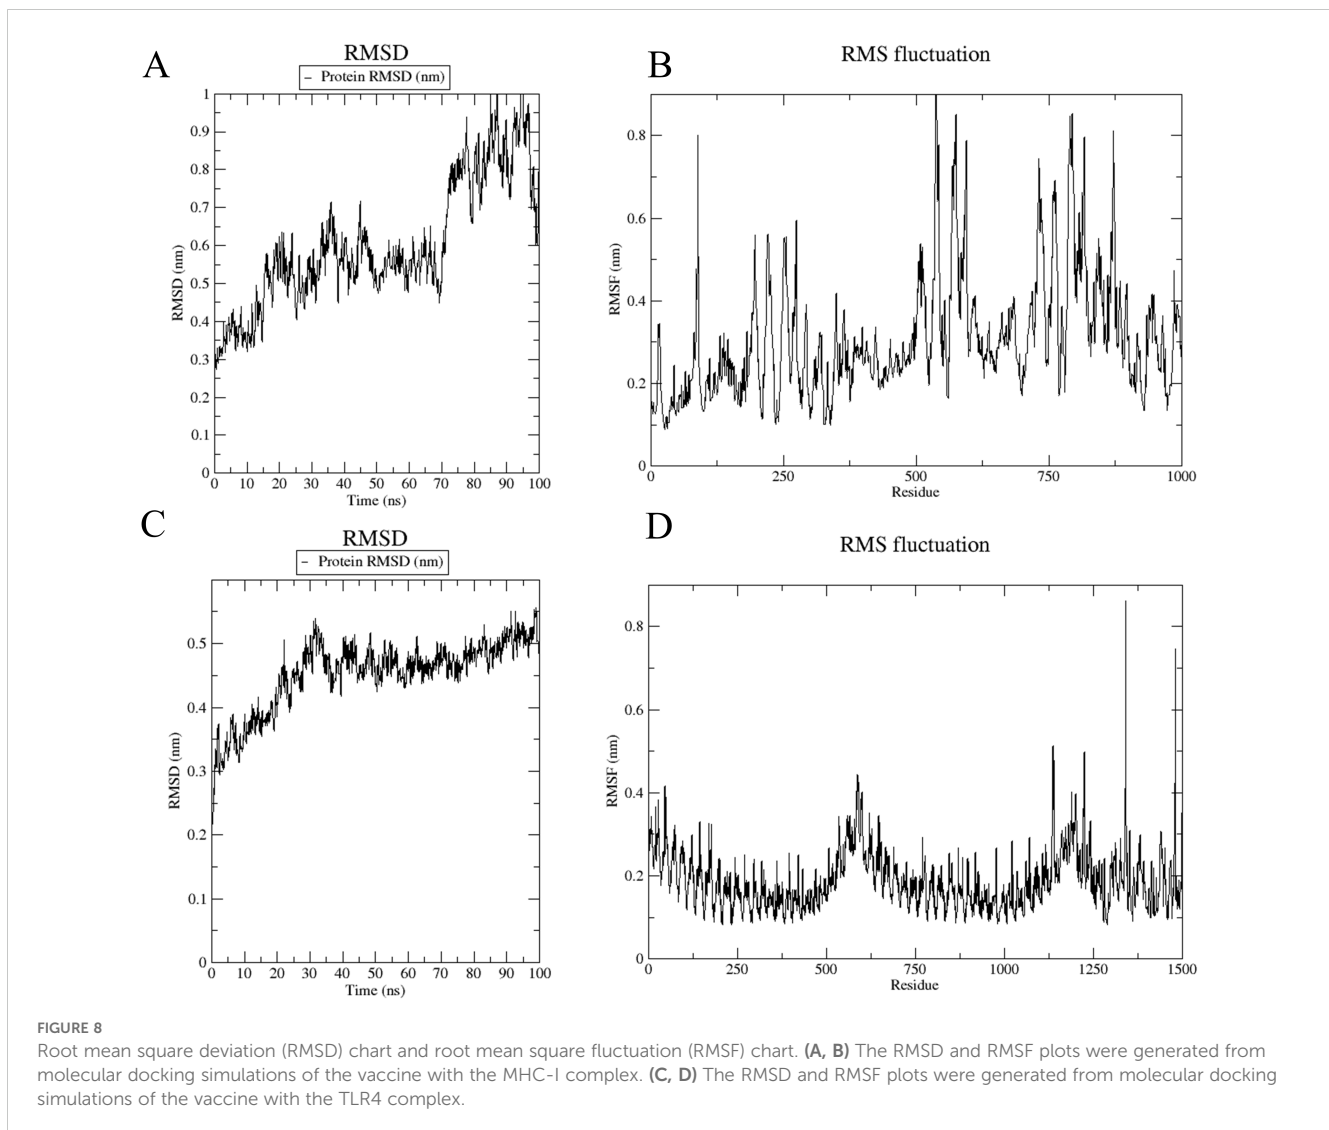 A
RMSD
– Protein RMSD (nm)
RMSD (nm)
1
0.9
0.8
0.7
0.6
0.5
0.4
0.3
0.2
0.1
0
0 10 20 30 40 50 60 70 80 90 100
Time (ns)
B
RMS fluctuation
RMSF (nm)
0.8
0.6
0.4
0.2
0
0 250 500 750 1000
Residue
C
RMSD
– Protein RMSD (nm)
RMSD (nm)
0.5
0.4
0.3
0.2
0.1
0
0 10 20 30 40 50 60 70 80 90 100
Time (ns)
D
RMS fluctuation
RMSF (nm)
0.8
0.6
0.4
0.2
0
0 250 500 750 1000 1250 1500
Residue
FIGURE 8
Root mean square deviation (RMSD) chart and root mean square fluctuation (RMSF) chart. (A, B) The RMSD and RMSF plots were generated from
molecular docking simulations of the vaccine with the MHC-I complex. (C, D) The RMSD and RMSF plots were generated from molecular docking
simulations of the vaccine with the TLR4 complex.